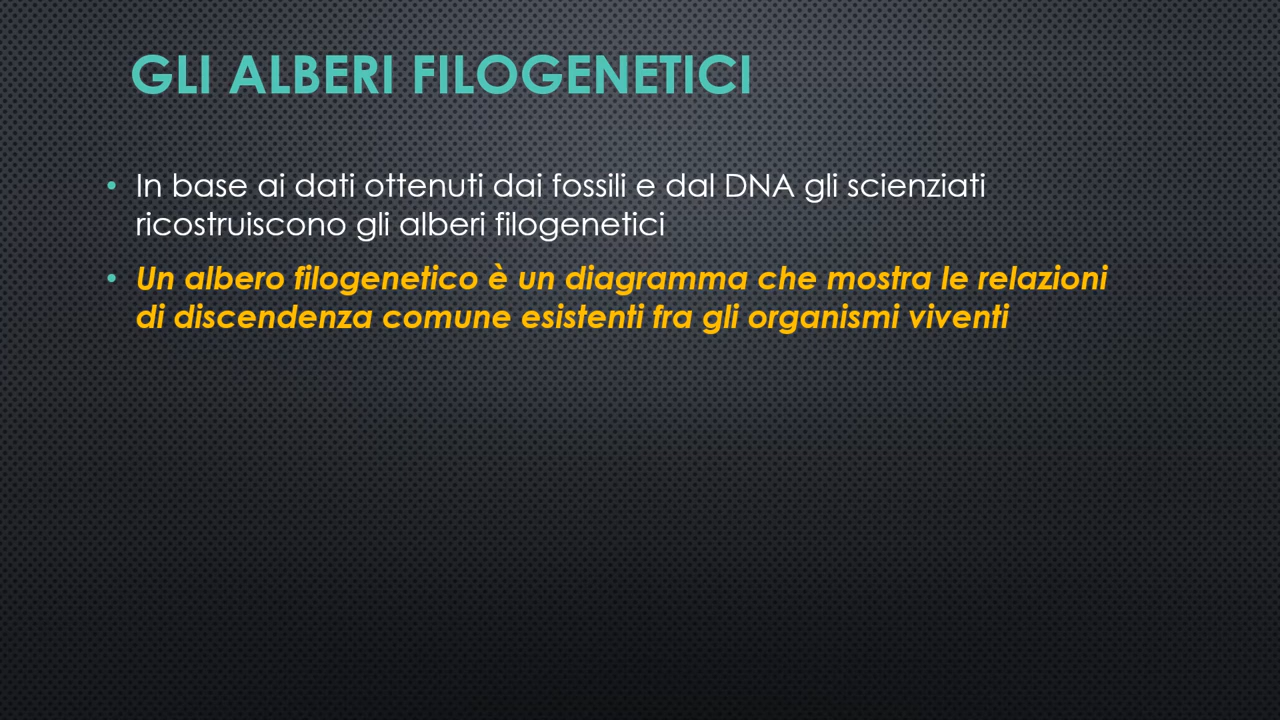 GLI ALBERI FILOGENETICI
• In base ai dati ottenuti dai fossili e dal DNA gli scienziati
ricostruiscono gli alberi filogenetici
• Un albero filogenetico è un diagramma che mostra le relazioni
di discendenza comune esistenti fra gli organismi viventi